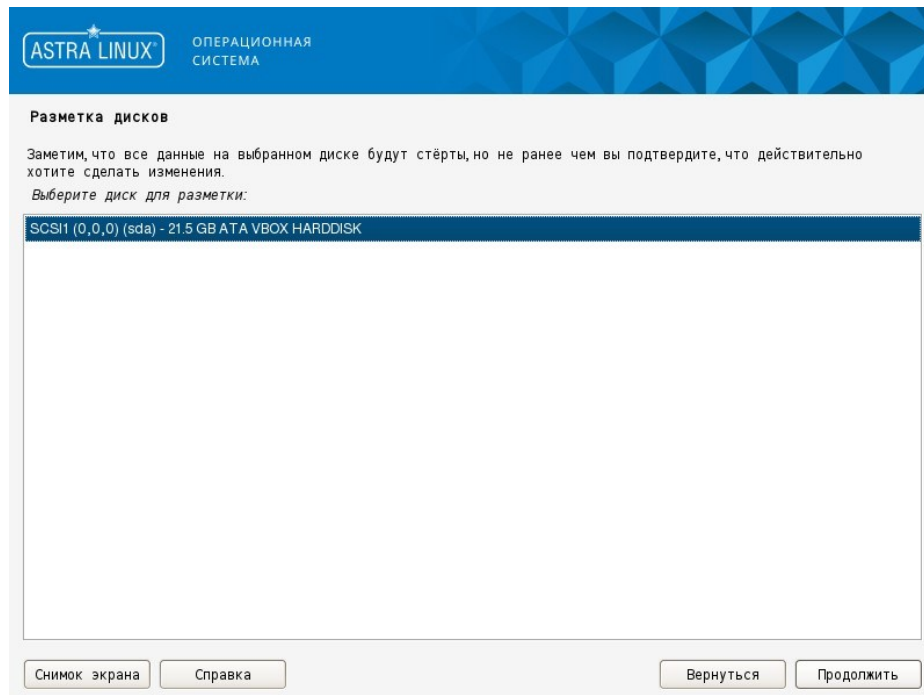 ASTRA LINUX®
ОПЕРАЦИОННАЯ
СИСТЕМА
Разметка дисков
Заметим, что все данные на выбранном диске будут стёрты, но не ранее чем вы подтвердите, что действительно
хотите сделать изменения.
Выберите диск для разметки:
SCSI1 (0,0,0) (sda) - 21.5 GB ATA VBOX HARDDISK
Снимок экрана Справка Вернуться Продолжить